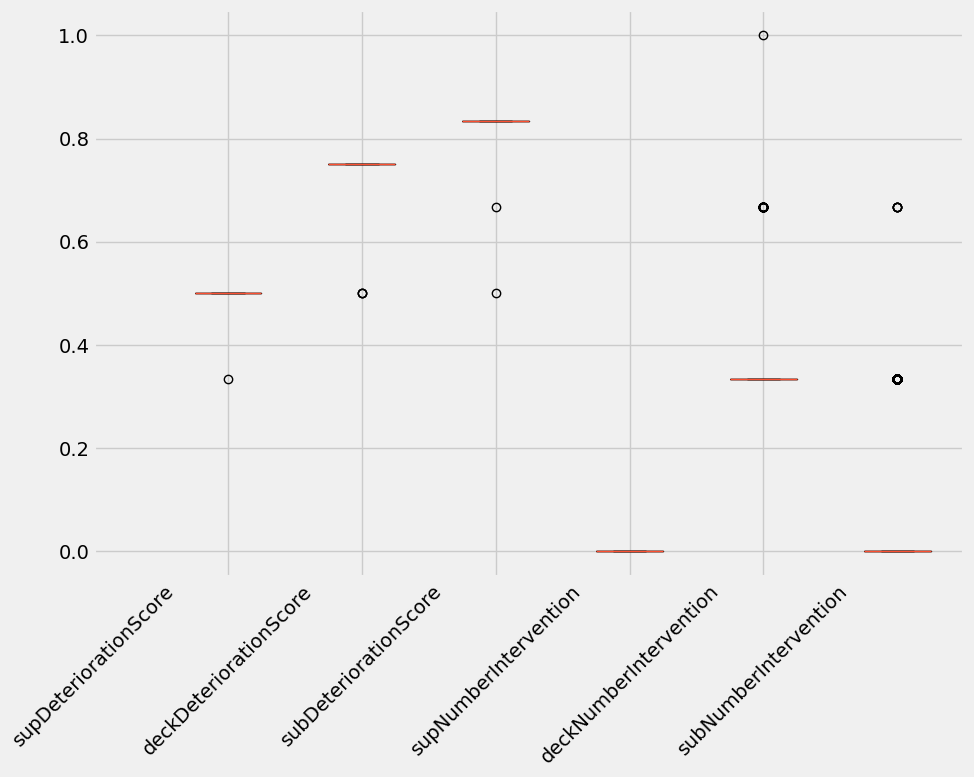 1.0
0.8
0.6
0.4
0.2
0.0
supDeteriorationScore
deckDeteriorationScore
subDeteriorationScore
supNumberIntervention
deckNumberIntervention
subNumberIntervention